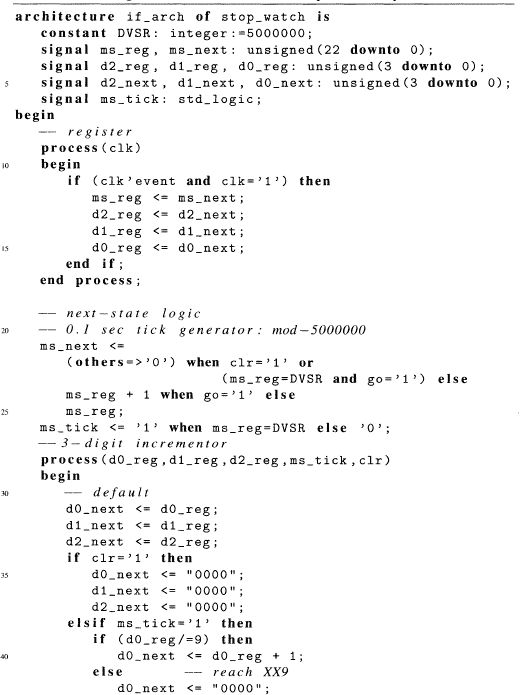 architecture if_arch of stop_watch is
constant DVSR: integer:=5000000;
signal ms_reg, ms_next: unsigned(22 downto 0);
signal d2_reg, d1_reg, d0_reg: unsigned(3 downto 0);
5 signal d2_next, d1_next, d0_next: unsigned(3 downto 0);
signal ms_tick: std_logic;
begin
-- register
process(clk)
10 begin
if (clk'event and clk='1') then
ms_reg <= ms_next;
d2_reg <= d2_next;
d1_reg <= d1_next;
15 d0_reg <= d0_next;
end if;
end process;
-- next-state logic
20 -- 0.1 sec tick generator: mod-5000000
ms_next <=
(others=>'0') when clr='1' or
(ms_reg=DVSR and go='1') else
ms_reg + 1 when go='1' else
25 ms_reg;
ms_tick <= '1' when ms_reg=DVSR else '0';
--3-digit incrementor
process(d0_reg,d1_reg,d2_reg,ms_tick,clr)
begin
30 -- default
d0_next <= d0_reg;
d1_next <= d1_reg;
d2_next <= d2_reg;
if clr='1' then
35 d0_next <= "0000";
d1_next <= "0000";
d2_next <= "0000";
elsif ms_tick='1' then
if (d0_reg/=9) then
40 d0_next <= d0_reg + 1;
else -- reach XX9
d0_next <= "0000";